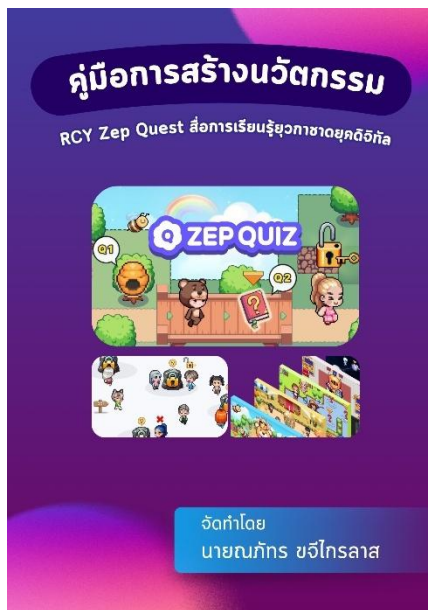 คู่มือการสร้างนวัตกรรม
RCY Zep Quest สื่อการเรียนรู้ยุวกาชาดยุคดิจิทัล
ZEP QUIZ
Q1
Q2
?
จัดทำโดย
นายณภัทร ขจีไกรลาส